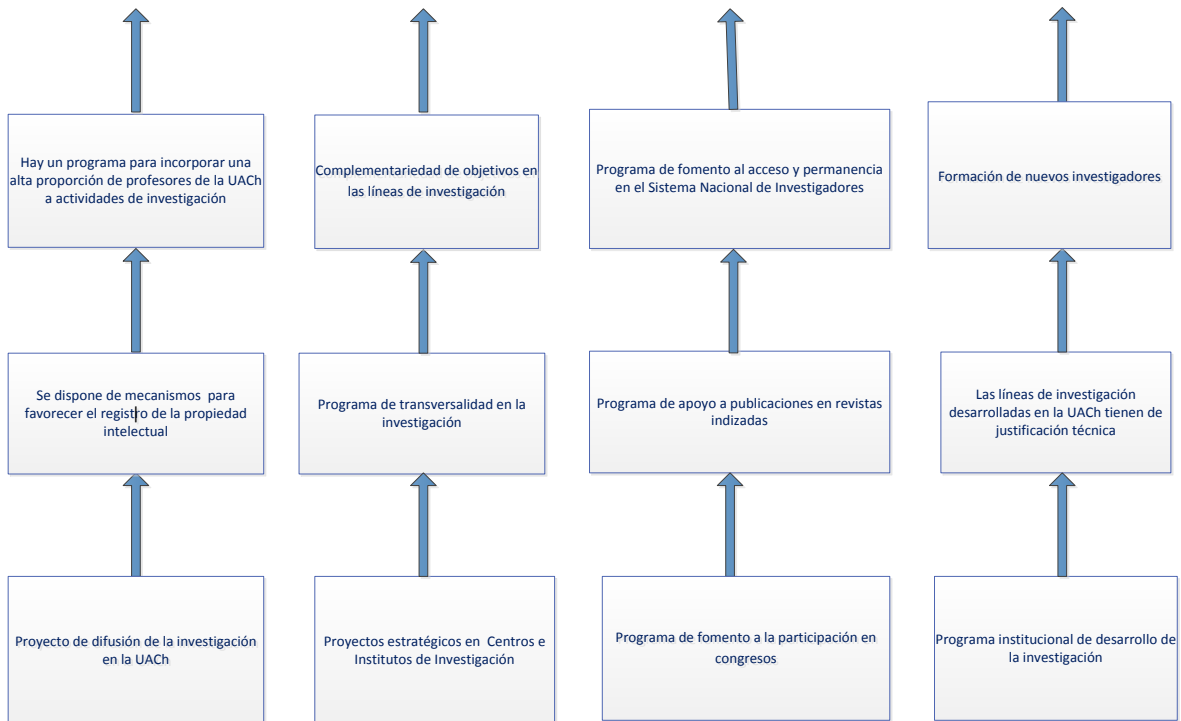 Hay un programa para incorporar una
alta proporción de profesores de la UACh
a actividades de investigación
Complementariedad de objetivos en
las líneas de investigación
Programa de fomento al acceso y permanencia
en el Sistema Nacional de Investigadores
Formación de nuevos investigadores
Se dispone de mecanismos para
favorecer el registro de la propiedad
intelectual
Programa de transversalidad en la
investigación
Programa de apoyo a publicaciones en revistas
indizadas
Las líneas de investigación
desarrolladas en la UACh tienen de
justificación técnica
Proyecto de difusión de la investigación
en la UACh
Proyectos estratégicos en Centros e
Institutos de Investigación
Programa de fomento a la participación en
congresos
Programa institucional de desarrollo de
la investigación